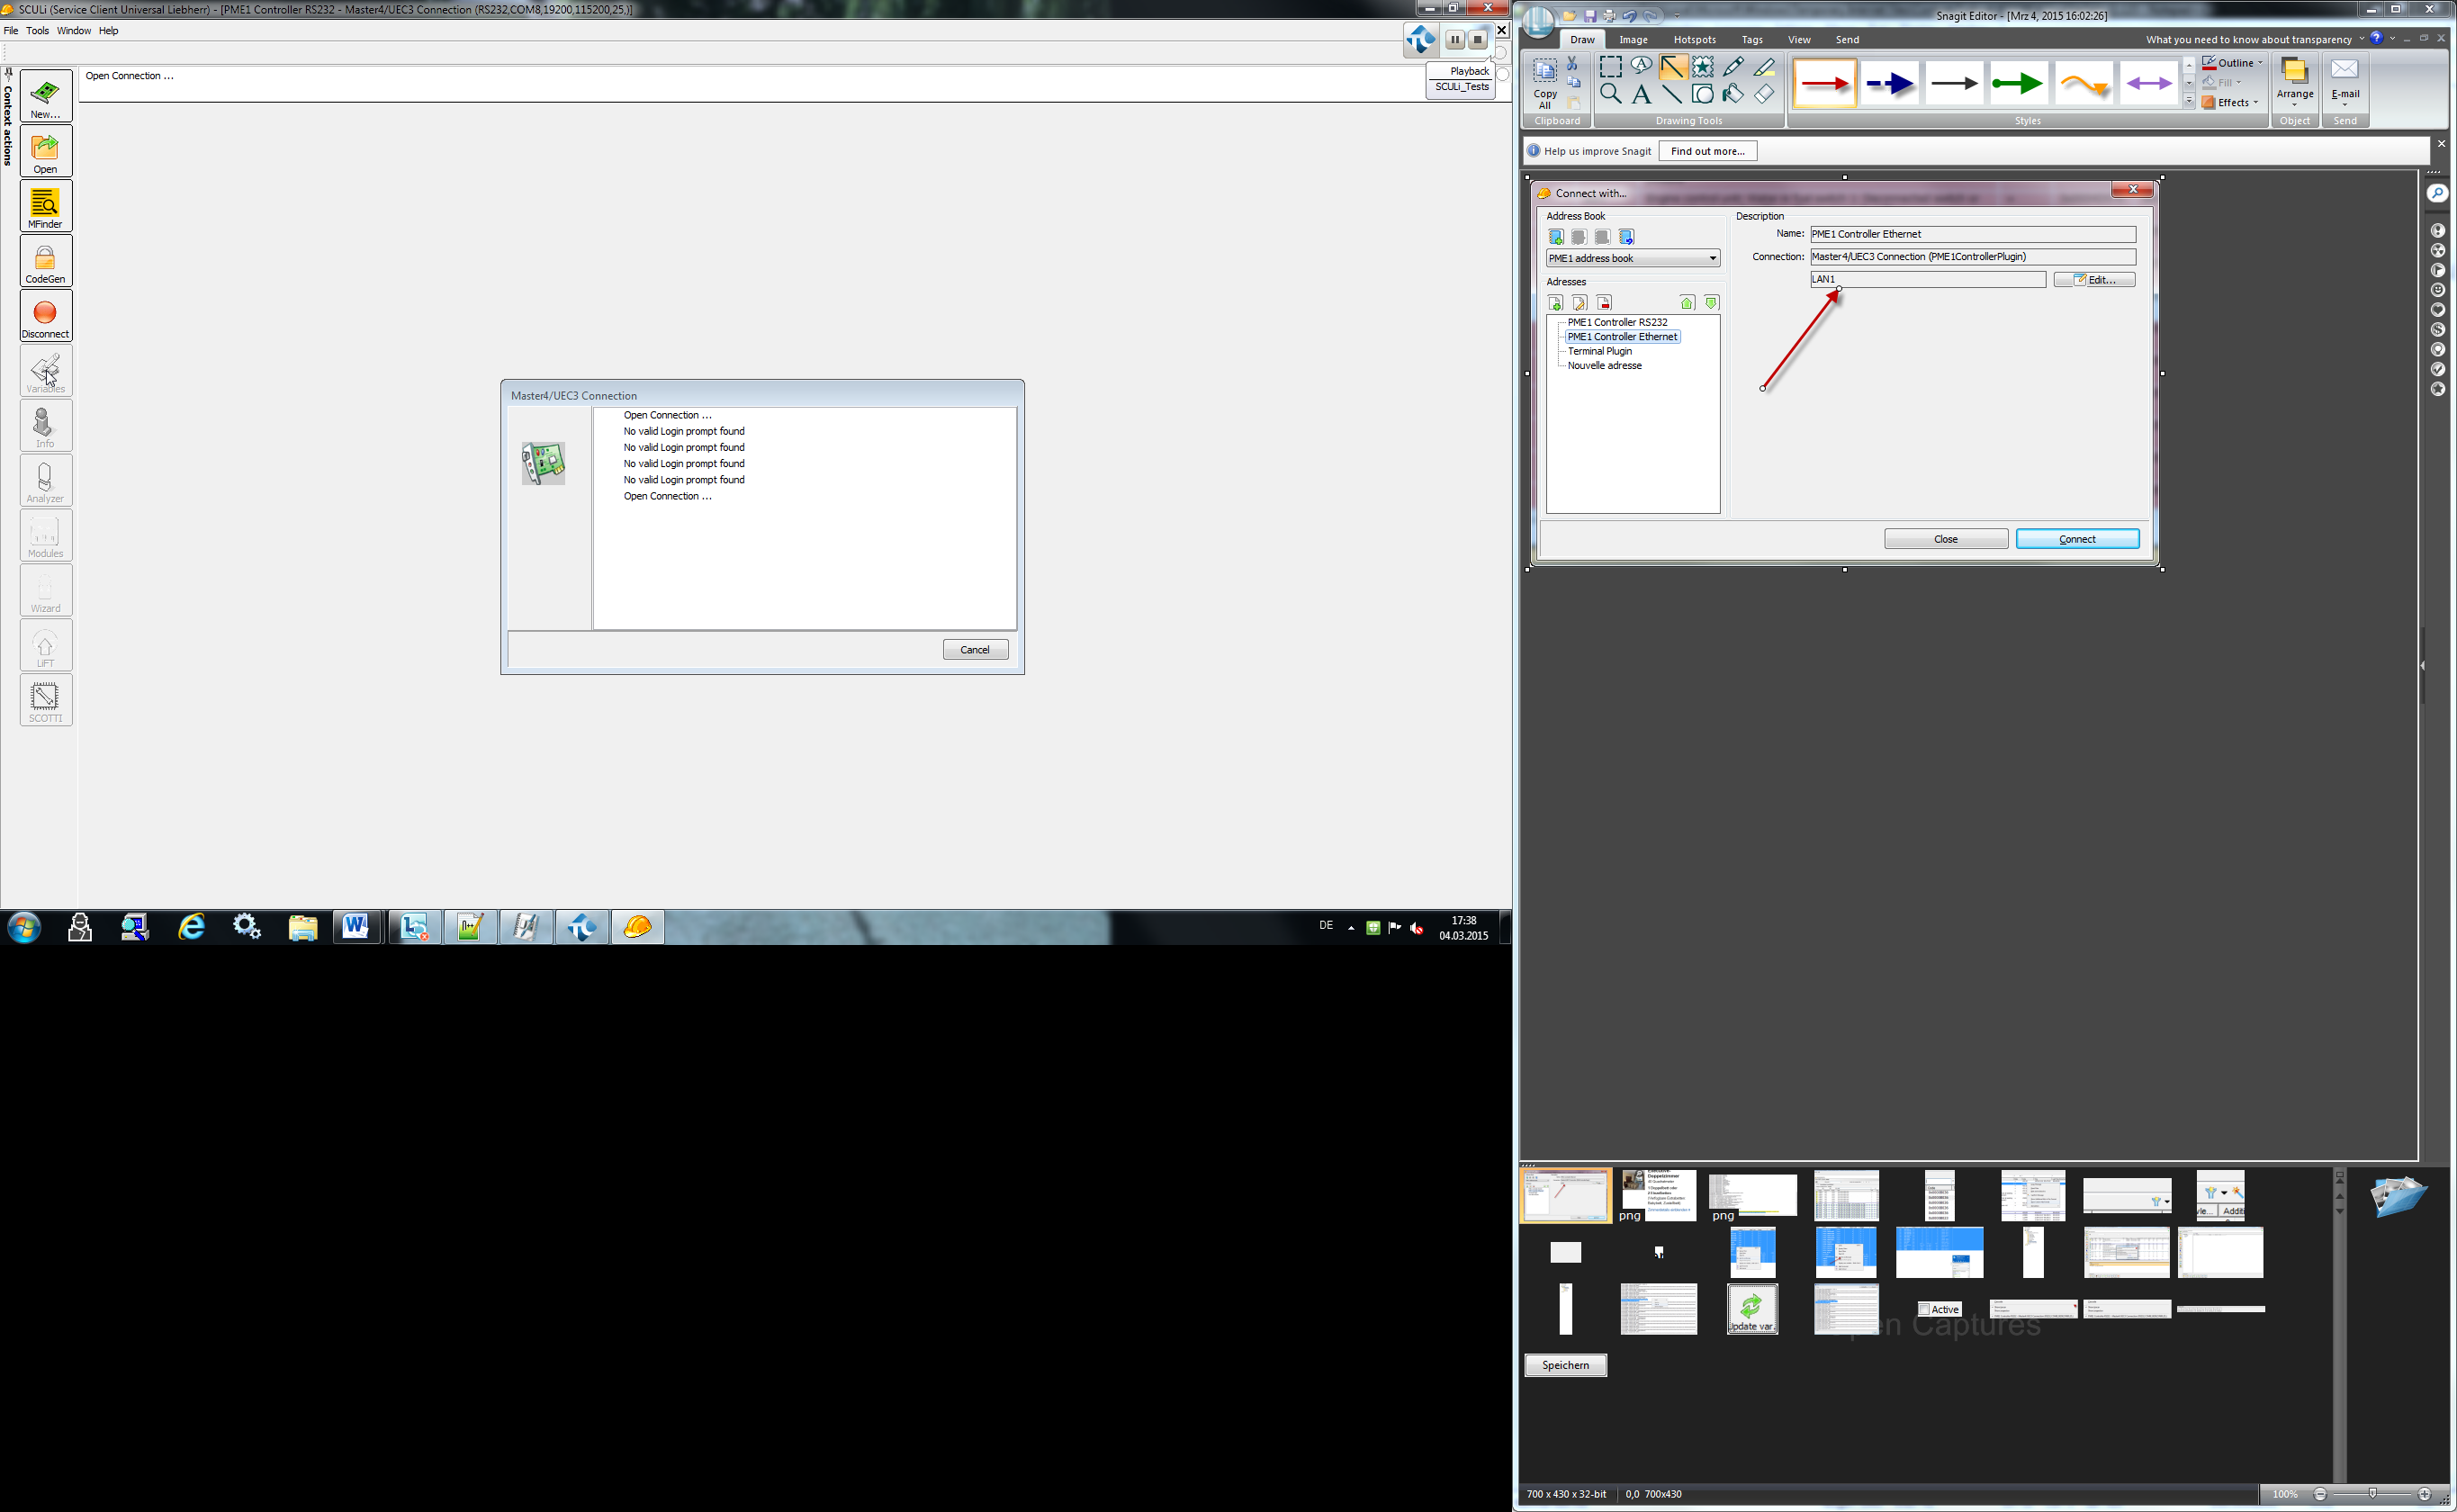 SCULi (Service Client Universal Liebherr) - [PME1 Controller RS232 - Master4/UEC3 Connection (RS232,COM8,19200,115200,25,)]
File Tools Window Help
Playback
SCULi_Tests
Context actions
Open Connection ...
New...
Open
MFinder
CodeGen
Disconnect
Variables
Info
Analyzer
Modules
Wizard
LiFT
SCOTTI
Master4/UEC3 Connection
Open Connection ...
No valid Login prompt found
No valid Login prompt found
No valid Login prompt found
No valid Login prompt found
Open Connection ...
Cancel
DE
17:38
04.03.2015
Snagit Editor - [Mrz 4, 2015 16:02:26]
Draw Image Hotspots Tags View Send
What you need to know about transparency
Copy All
Clipboard
Drawing Tools
Styles
Outline
Fill
Effects
Arrange
Object
E-mail
Send
Help us improve Snagit
Find out more...
Connect with...
Address Book
PME1 address book
Adresses
PME1 Controller RS232
PME1 Controller Ethernet
Terminal Plugin
Nouvelle adresse
Description
Name: PME1 Controller Ethernet
Connection: Master4/UEC3 Connection (PME1ControllerPlugin)
LAN1
Edit...
Close
Connect
png
png
Update var.
Active
en Captures
Speichern
700 x 430 x 32-bit
0,0 700x430
100%